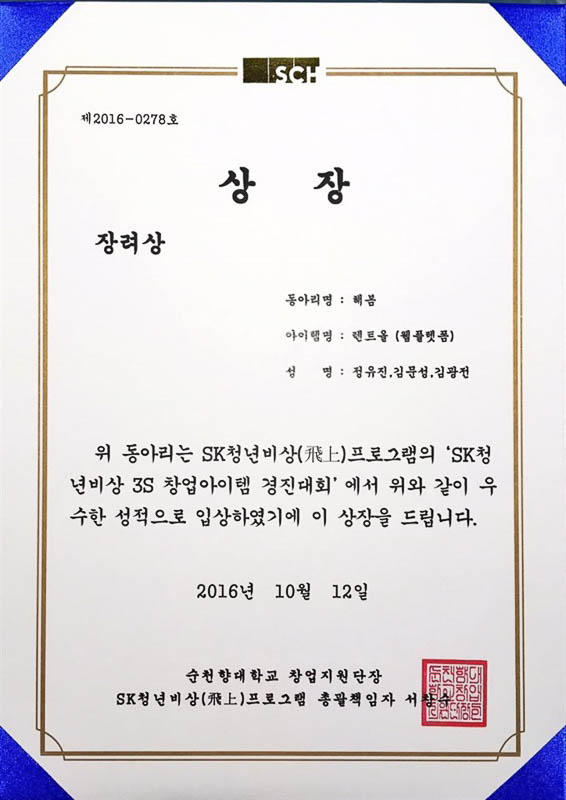 SCH
제2016-0278호
상 장
장려상
동아리명 : 해봄
아이템명 : 렌트올 (웹플랫폼)
성 명 : 정유진,김문섭,김광전
위 동아리는 SK청년비상(飛上)프로그램의 ‘SK청
년비상 3S 창업아이템 경진대회’ 에서 위와 같이 우
수한 성적으로 입상하였기에 이 상장을 드립니다.
2016년 10월 12일
순천향대학교 창업지원단장
SK청년비상(飛上)프로그램 총괄책임자 서창수